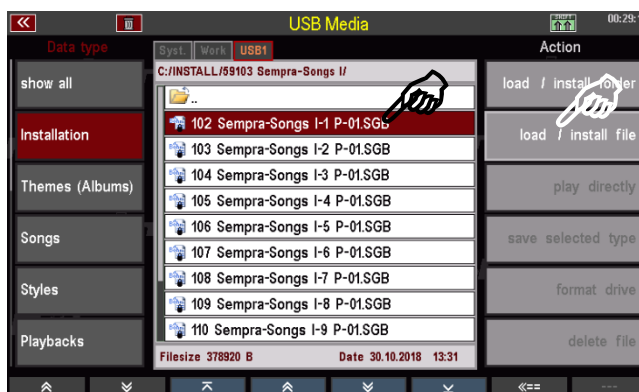 USB Media
SHIFT
00:29:
Data type
Syst. Work USB1
Action
C:/INSTALL/59103 Sempra-Songs I/
show all
..
load / install folder
102 Sempra-Songs I-1 P-01.SGB
Installation
103 Sempra-Songs I-2 P-01.SGB
load / install file
104 Sempra-Songs I-3 P-01.SGB
Themes (Albums)
105 Sempra-Songs I-4 P-01.SGB
play directly
106 Sempra-Songs I-5 P-01.SGB
Songs
107 Sempra-Songs I-6 P-01.SGB
save selected type
108 Sempra-Songs I-7 P-01.SGB
Styles
109 Sempra-Songs I-8 P-01.SGB
format drive
110 Sempra-Songs I-9 P-01.SGB
Playbacks
delete file
Filesize 378920 B Date 30.10.2018 13:31
«==
---